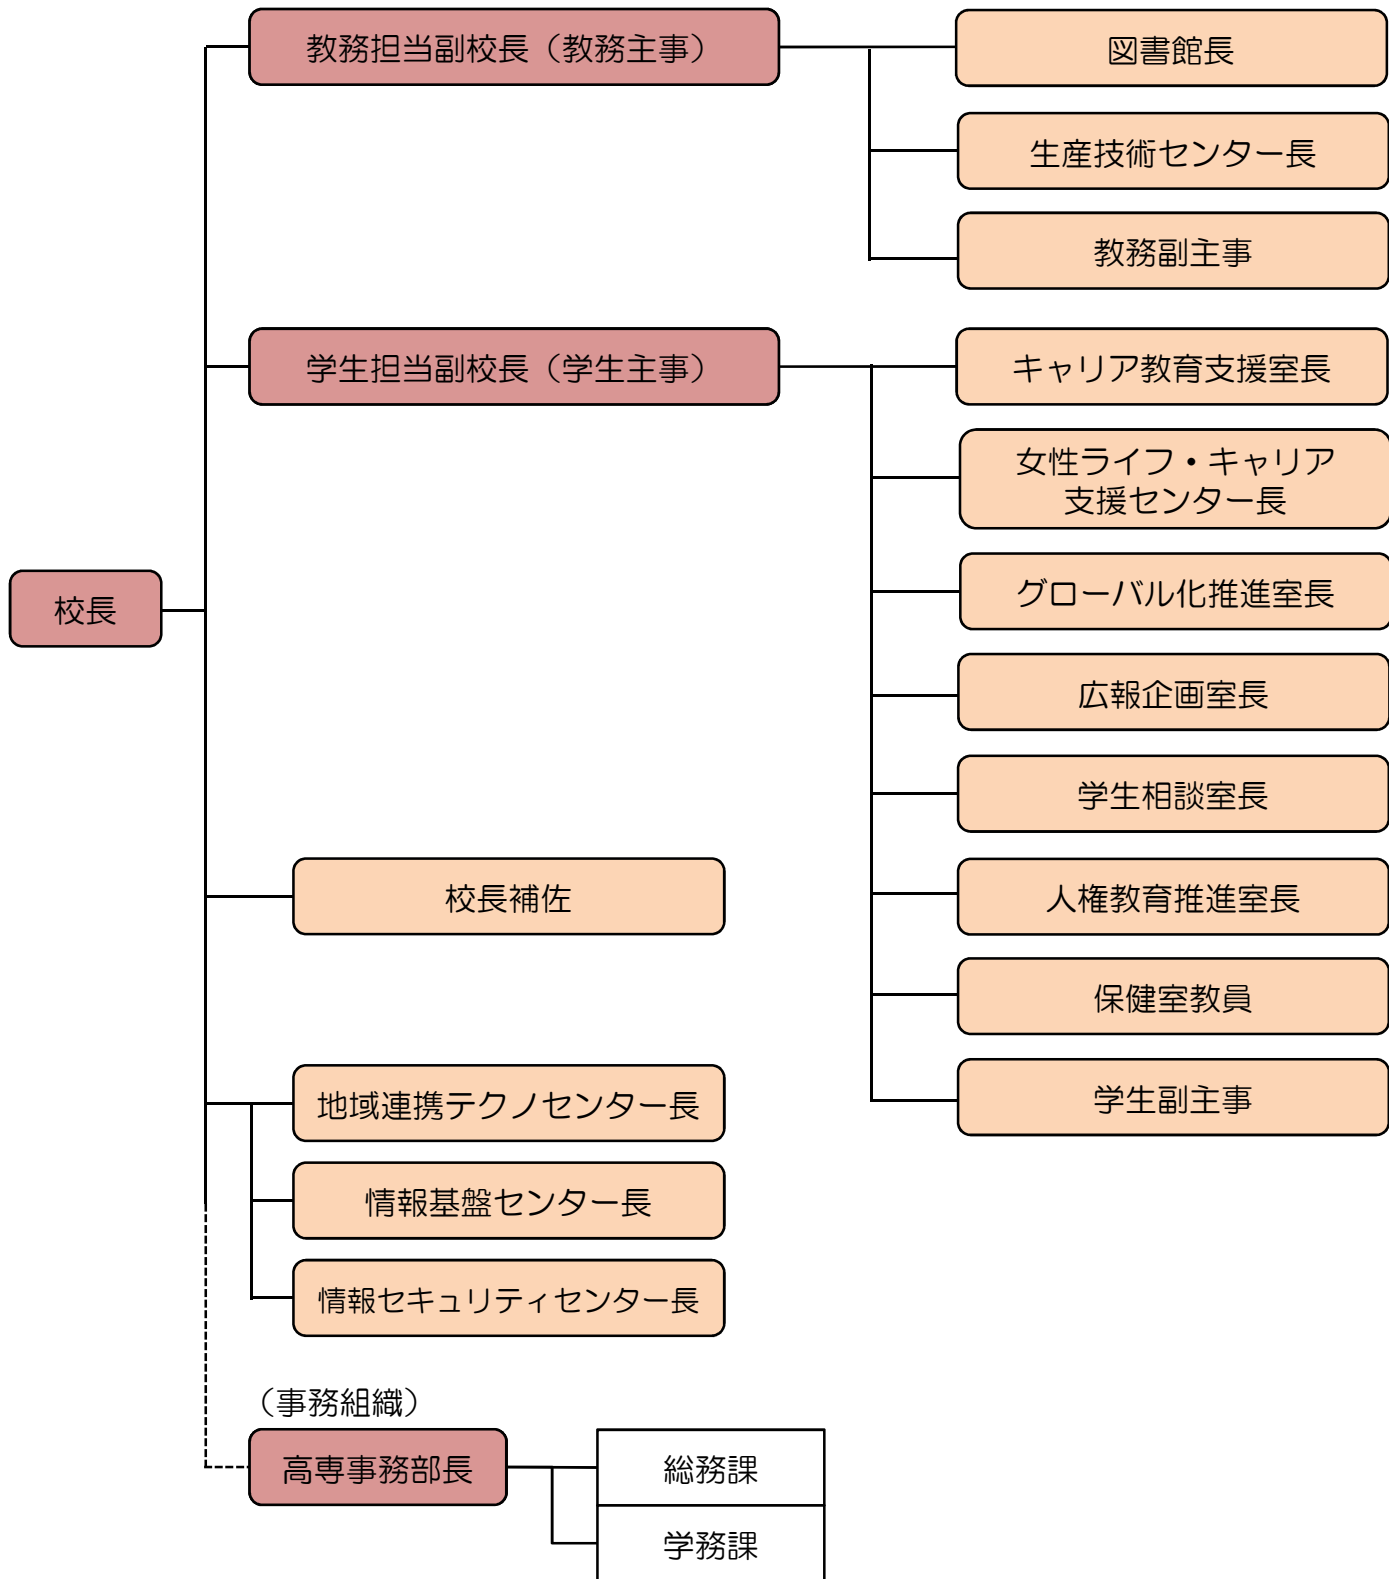 教務担当副校長（教務主事）
図書館長
生産技術センター長
教務副主事
学生担当副校長（学生主事）
キャリア教育支援室長
女性ライフ・キャリア
支援センター長
グローバル化推進室長
広報企画室長
学生相談室長
人権教育推進室長
保健室教員
学生副主事
校長
校長補佐
地域連携テクノセンター長
情報基盤センター長
情報セキュリティセンター長
（事務組織）
高専事務部長
総務課
学務課